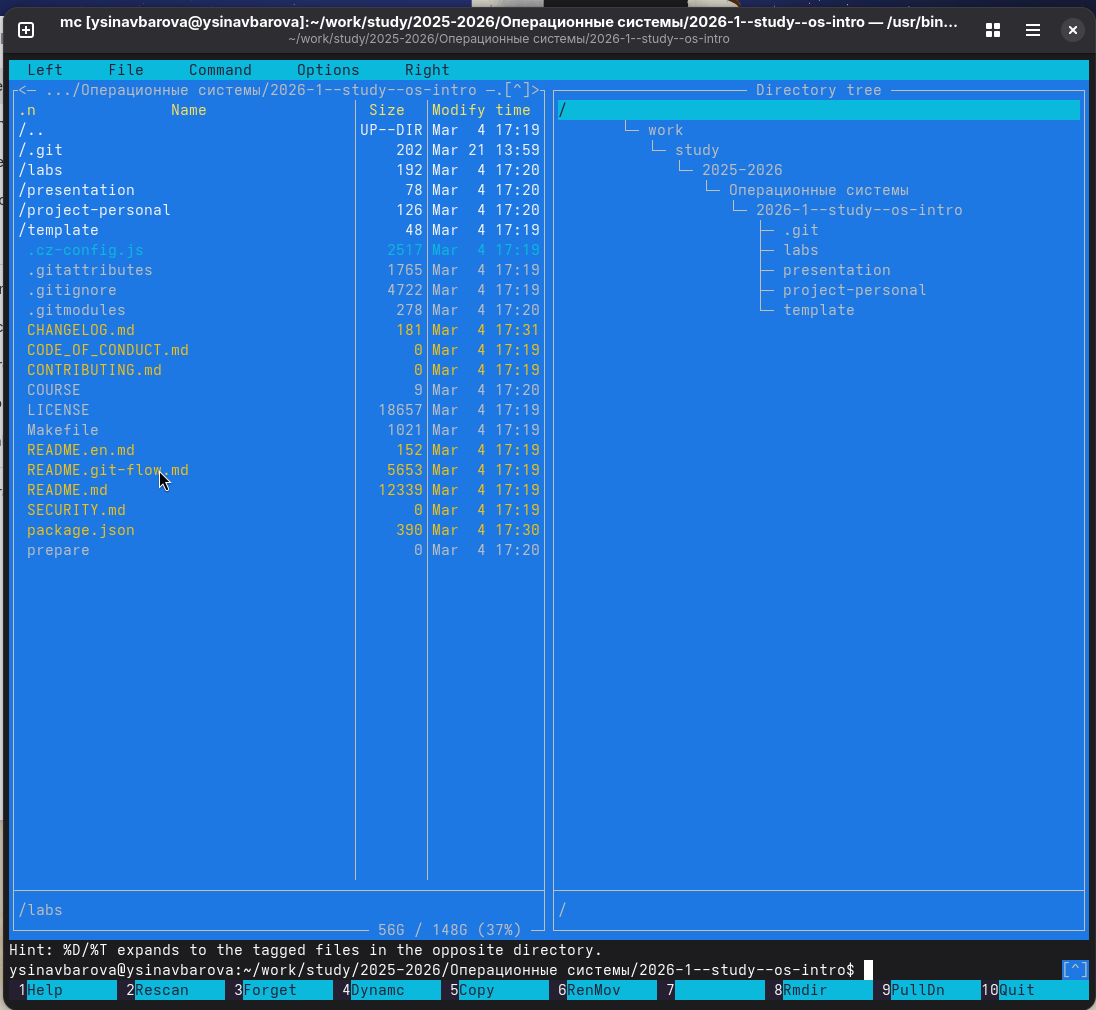 mc [ysinavbarova@ysinavbarova]:~/work/study/2025-2026/Операционные системы/2026-1--study--os-intro — /usr/bin…
~/work/study/2025-2026/Операционные системы/2026-1--study--os-intro
Left File Command Options Right
<— .../Операционные системы/2026-1--study--os-intro —.[^]>
.n Name Size Modify time
/.. UP--DIR Mar 4 17:19
/.git 202 Mar 21 13:59
/labs 192 Mar 4 17:20
/presentation 78 Mar 4 17:20
/project-personal 126 Mar 4 17:20
/template 48 Mar 4 17:19
.cz-config.js 2517 Mar 4 17:19
.gitattributes 1765 Mar 4 17:19
.gitignore 4722 Mar 4 17:19
.gitmodules 278 Mar 4 17:20
CHANGELOG.md 181 Mar 4 17:31
CODE_OF_CONDUCT.md 0 Mar 4 17:19
CONTRIBUTING.md 0 Mar 4 17:19
COURSE 9 Mar 4 17:20
LICENSE 18657 Mar 4 17:19
Makefile 1021 Mar 4 17:19
README.en.md 152 Mar 4 17:19
README.git-flow.md 5653 Mar 4 17:19
README.md 12339 Mar 4 17:19
SECURITY.md 0 Mar 4 17:19
package.json 390 Mar 4 17:30
prepare 0 Mar 4 17:20
/labs
56G / 148G (37%)
Directory tree
/
work
study
2025-2026
Операционные системы
2026-1--study--os-intro
.git
labs
presentation
project-personal
template
/
Hint: %D/%T expands to the tagged files in the opposite directory.
ysinavbarova@ysinavbarova:~/work/study/2025-2026/Операционные системы/2026-1--study--os-intro$ [^]
1Help 2Rescan 3Forget 4Dynamc 5Copy 6RenMov 7 8Rmdir 9PullDn 10Quit